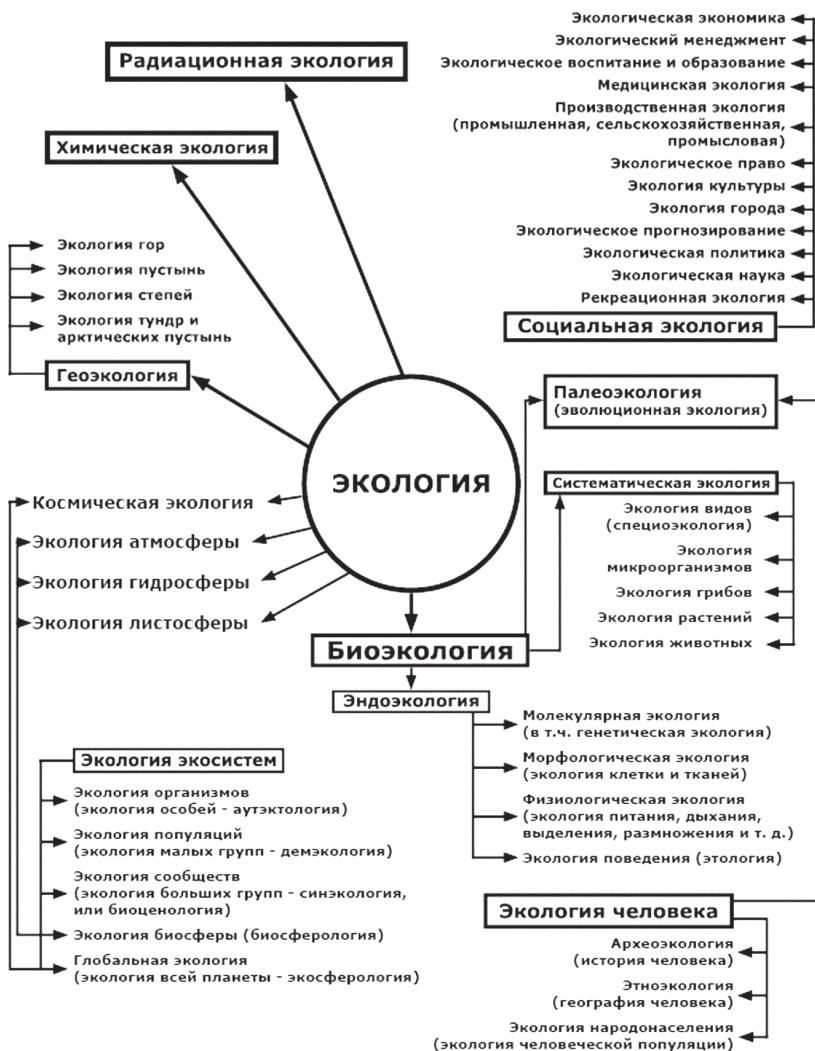 Радиационная экология
Химическая экология
Экология гор
Экология пустынь
Экология степей
Экология тундр и
арктических пустынь
Геоэкология
Экологическая экономика
Экологический менеджмент
Экологическое воспитание и образование
Медицинская экология
Производственная экология
(промышленная, сельскохозяйственная,
промысловая)
Экологическое право
Экология культуры
Экология города
Экологическое прогнозирование
Экологическая политика
Экологическая наука
Рекреационная экология
Социальная экология
Палеоэкология
(эволюционная экология)
ЭКОЛОГИЯ
Систематическая экология
Экология видов
(специоэкология)
Экология
микроорганизмов
Экология грибов
Экология растений
Экология животных
Космическая экология
Экология атмосферы
Экология гидросферы
Экология листосферы
Биоэкология
Эндоэкология
Молекулярная экология
(в т.ч. генетическая экология)
Морфологическая экология
(экология клетки и тканей)
Физиологическая экология
(экология питания, дыхания,
выделения, размножения и т. д.)
Экология поведения (этология)
Экология экосистем
Экология организмов
(экология особей - аутэктология)
Экология популяций
(экология малых групп - демэкология)
Экология сообществ
(экология больших групп - синэкология,
или биоценология)
Экология биосферы (биосферология)
Глобальная экология
(экология всей планеты - экосферология)
Экология человека
Археоэкология
(история человека)
Этноэкология
(география человека)
Экология народонаселения
(экология человеческой популяции)